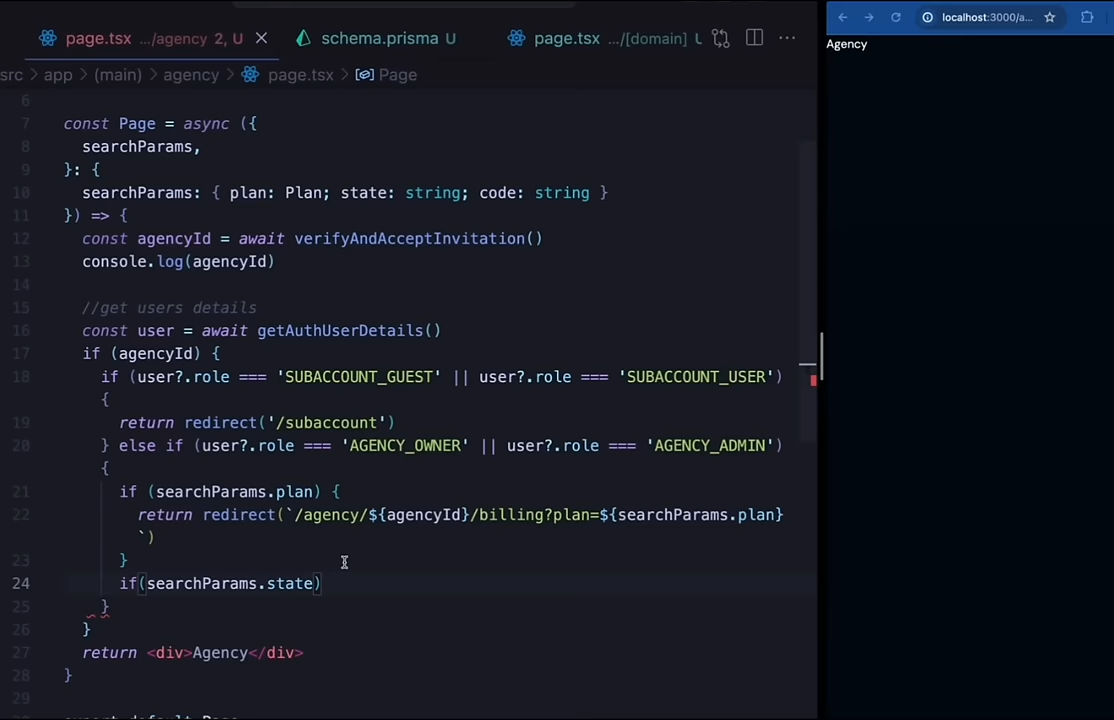 page.tsx .../agency 2, U
schema.prisma U
page.tsx .../[domain] U
localhost:3000/a...
Agency
src > app > (main) > agency > page.tsx > Page
6
7 const Page = async ({
8 searchParams,
9 }: {
10 searchParams: { plan: Plan; state: string; code: string }
11 }) => {
12 const agencyId = await verifyAndAcceptInvitation()
13 console.log(agencyId)
14
15 //get users details
16 const user = await getAuthUserDetails()
17 if (agencyId) {
18 if (user?.role === 'SUBACCOUNT_GUEST' || user?.role === 'SUBACCOUNT_USER')
{
19 return redirect('/subaccount')
20 } else if (user?.role === 'AGENCY_OWNER' || user?.role === 'AGENCY_ADMIN')
{
21 if (searchParams.plan) {
22 return redirect(`/agency/${agencyId}/billing?plan=${searchParams.plan}
`)
23 }
24 if(searchParams.state)
25 }
26 }
27 return <div>Agency</div>
28 }
29
export default Page